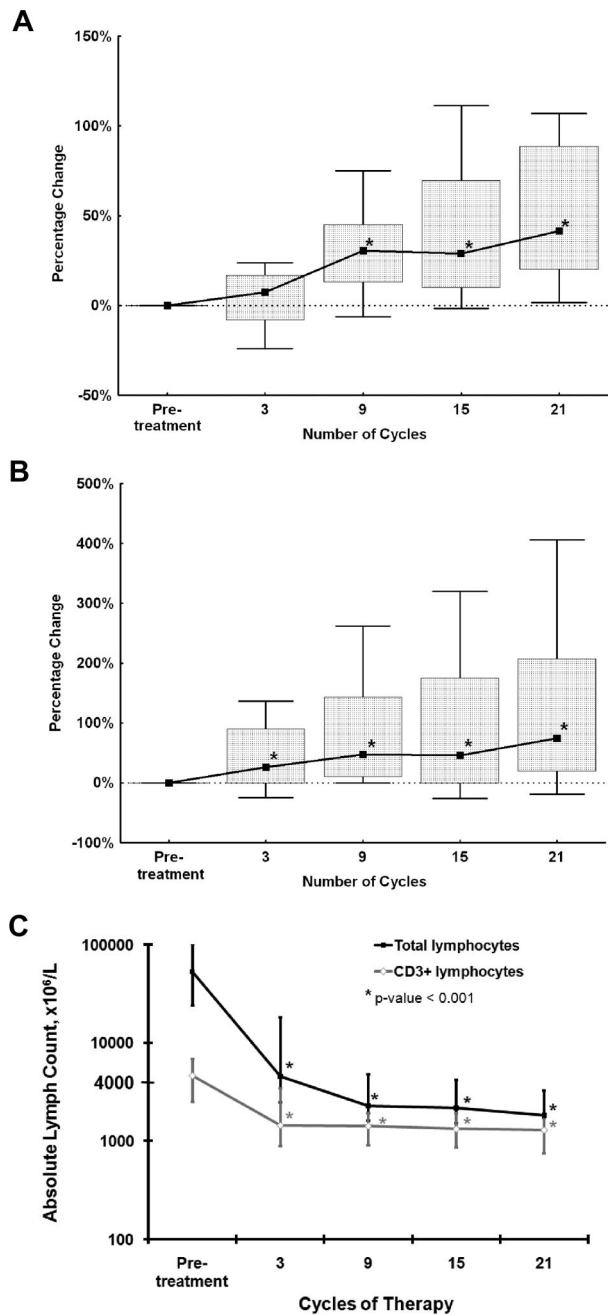 A
150%
100%
50%
0%
-50%
Percentage Change
*
*
*
Pre-
treatment
3
9
15
21
Number of Cycles
B
500%
400%
300%
200%
100%
0%
-100%
Percentage Change
*
*
*
*
Pre-
treatment
3
9
15
21
Number of Cycles
C
100000
10000
4000
1000
100
Absolute Lymph Count, x10⁶/L
Total lymphocytes
CD3+ lymphocytes
* p-value < 0.001
*
*
*
*
*
*
*
*
Pre-
treatment
3
9
15
21
Cycles of Therapy